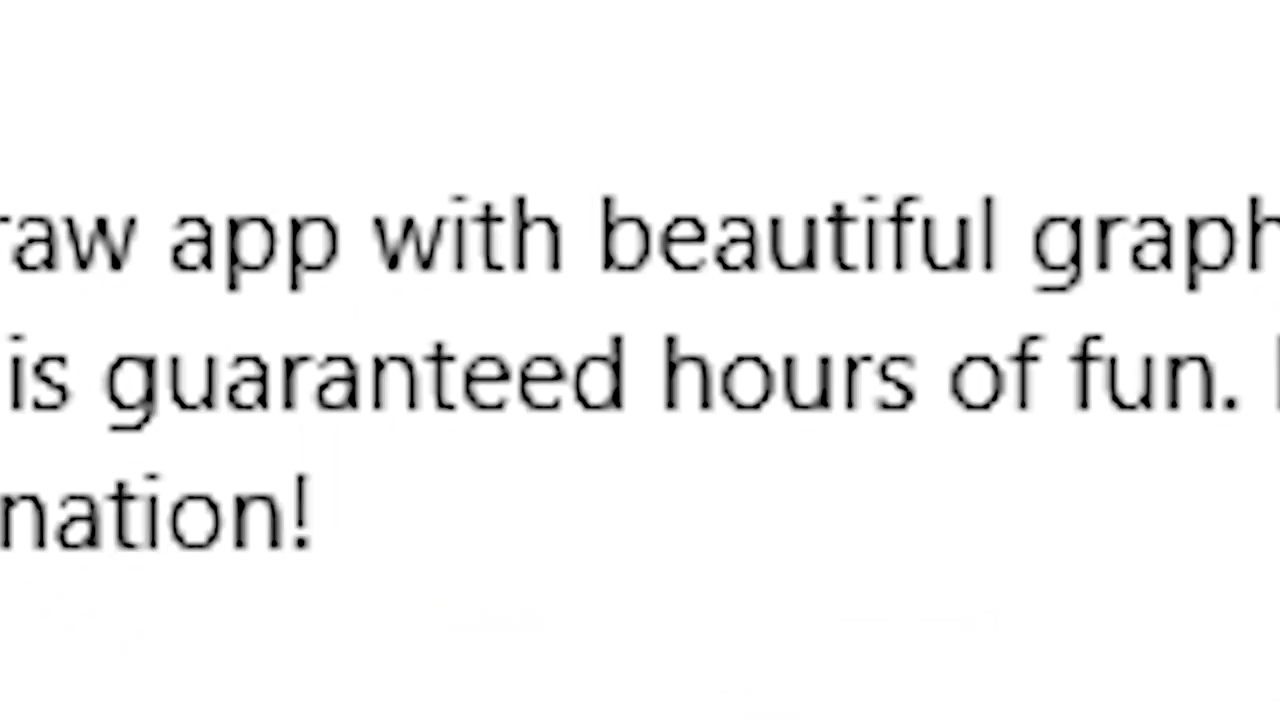 raw app with beautiful graph
is guaranteed hours of fun.
nation!